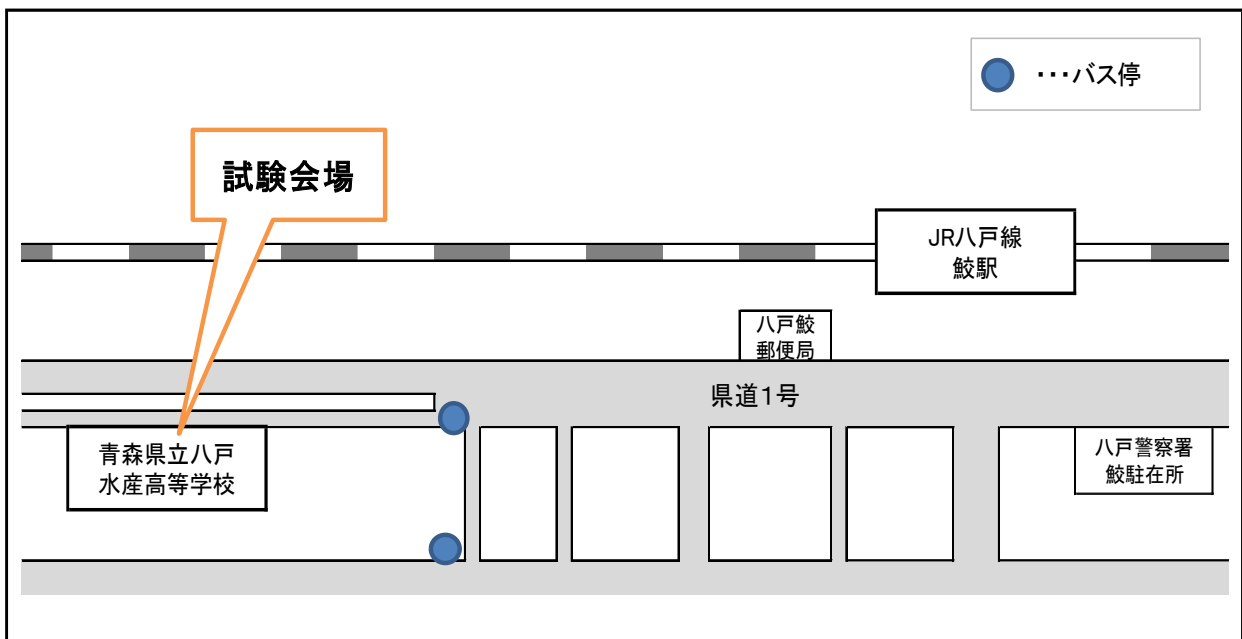 ・・・バス停
試験会場
JR八戸線
鮫駅
八戸鮫
郵便局
県道1号
青森県立八戸
水産高等学校
八戸警察署
鮫駐在所